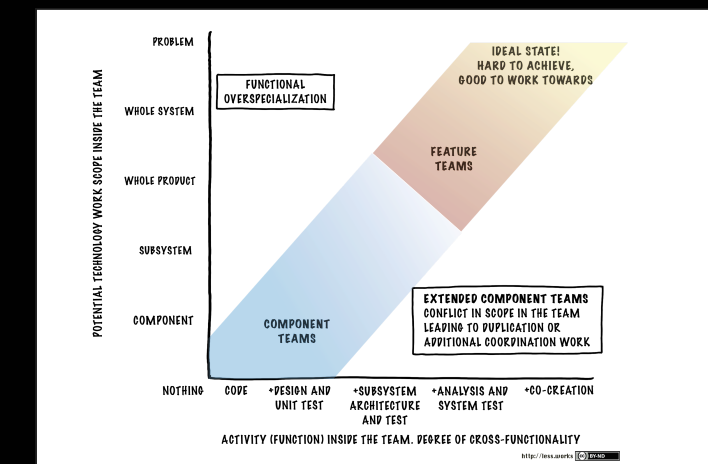 PROBLEM
WHOLE SYSTEM
WHOLE PRODUCT
SUBSYSTEM
COMPONENT
POTENTIAL TECHNOLOGY WORK SCOPE INSIDE THE TEAM
FUNCTIONAL
OVERSPECIALIZATION
IDEAL STATE!
HARD TO ACHIEVE,
GOOD TO WORK TOWARDS
FEATURE
TEAMS
COMPONENT
TEAMS
EXTENDED COMPONENT TEAMS
CONFLICT IN SCOPE IN THE TEAM
LEADING TO DUPLICATION OR
ADDITIONAL COORDINATION WORK
NOTHING
CODE
+DESIGN AND
UNIT TEST
+SUBSYSTEM
ARCHITECTURE
AND TEST
+ANALYSIS AND
SYSTEM TEST
+CO-CREATION
ACTIVITY (FUNCTION) INSIDE THE TEAM. DEGREE OF CROSS-FUNCTIONALITY
http://less.works
cc BY-ND